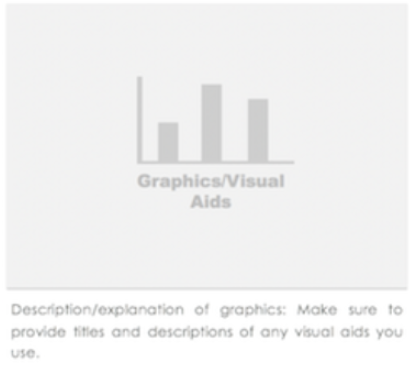 Graphics/Visual
Aids
Description/explanation of graphics: Make sure to
provide titles and descriptions of any visual aids you
use.